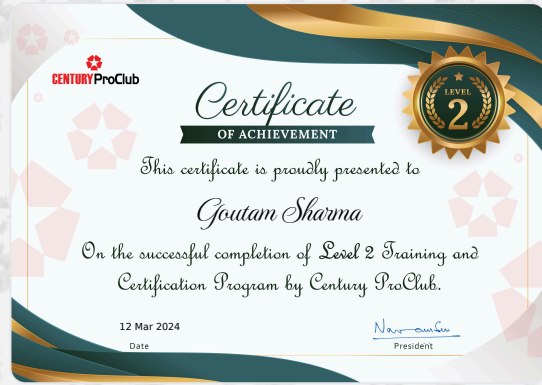 CENTURY ProClub
LEVEL
2
Certificate
OF ACHIEVEMENT
This certificate is proudly presented to
Goutam Sharma
On the successful completion of Level 2 Training and
Certification Program by Century ProClub.
12 Mar 2024
Date
President